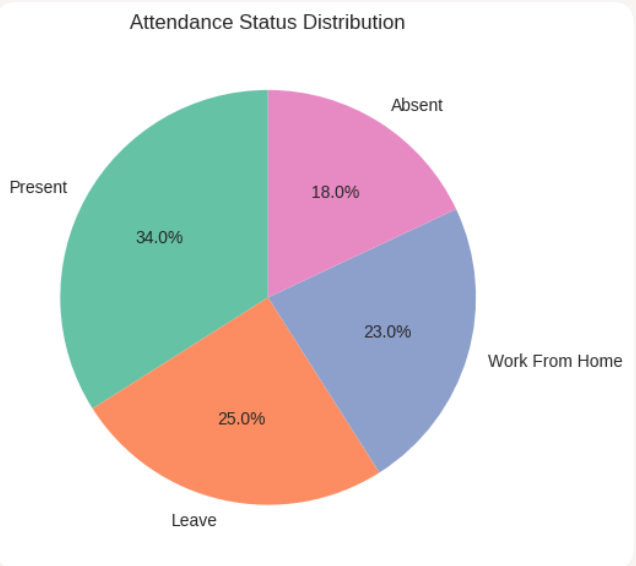 Attendance Status Distribution
Absent
18.0%
Present
34.0%
23.0%
Work From Home
25.0%
Leave